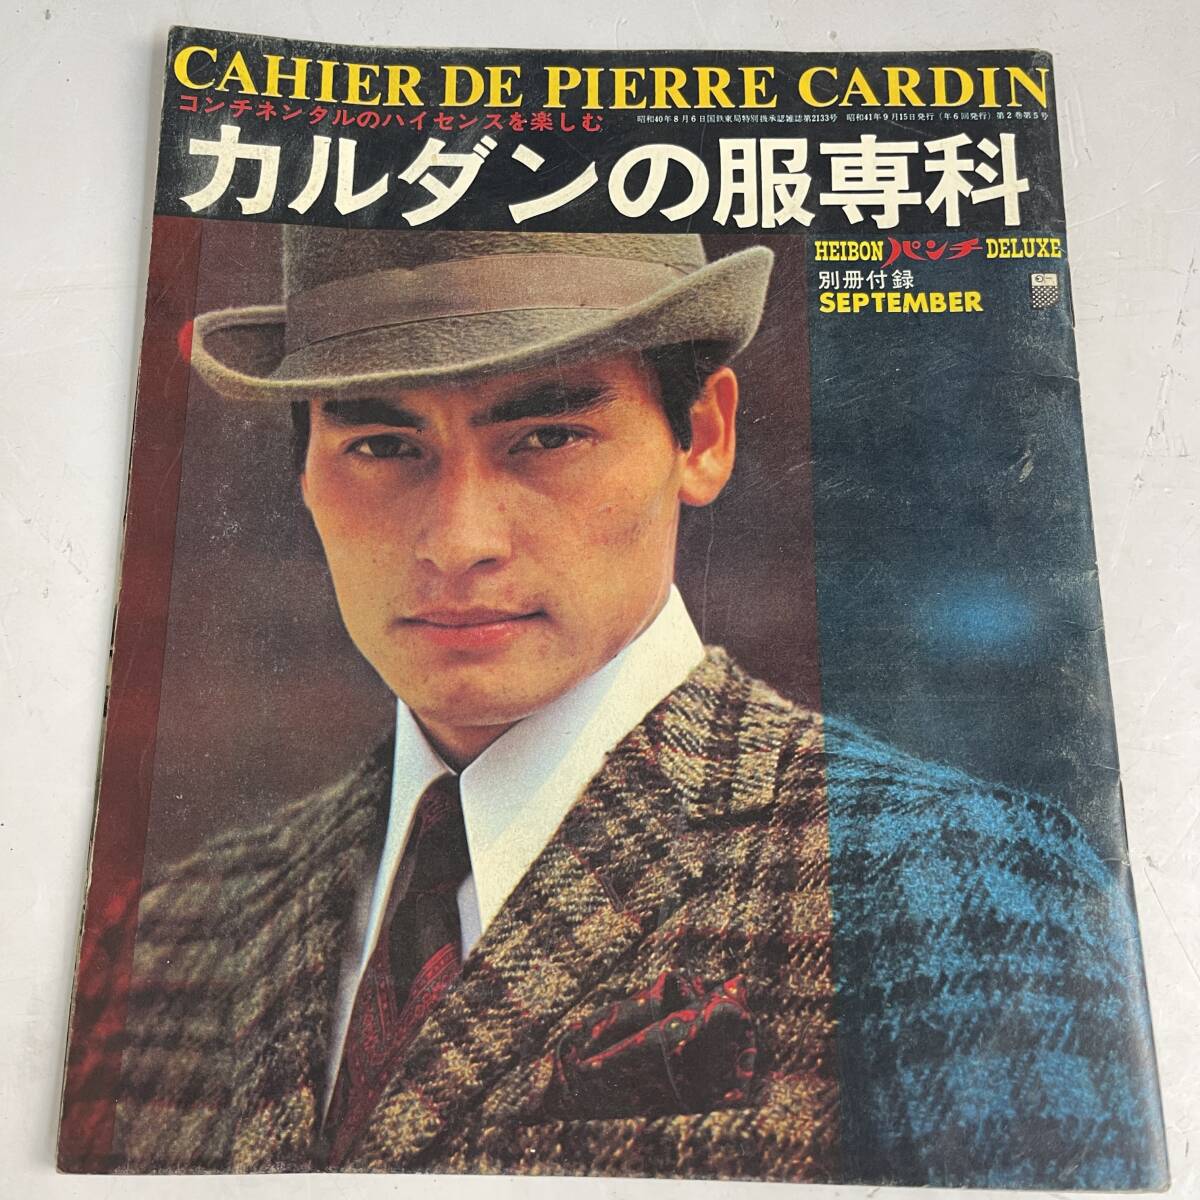 CAHIER DE PIERRE CARDIN
コンチネンタルのハイセンスを楽しむ
昭和40年8月6日国鉄東局特別扱承認雑誌第2133号 昭和41年9月15日発行(年6回発行)第2巻第5号
カルダンの服専科
HEIBON パンチ DELUXE
別冊付録
SEPTEMBER